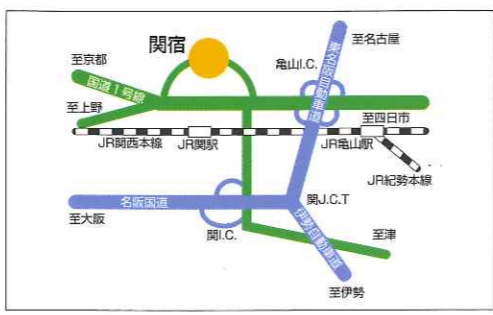 関宿
至名古屋
至京都
東名阪自動車道
亀山I.C.
国道1号線
至上野
至四日市
JR関西本線
JR関駅
JR亀山駅
JR紀勢本線
名阪国道
関J.C.T
至大阪
関I.C.
伊勢自動車道
至津
至伊勢